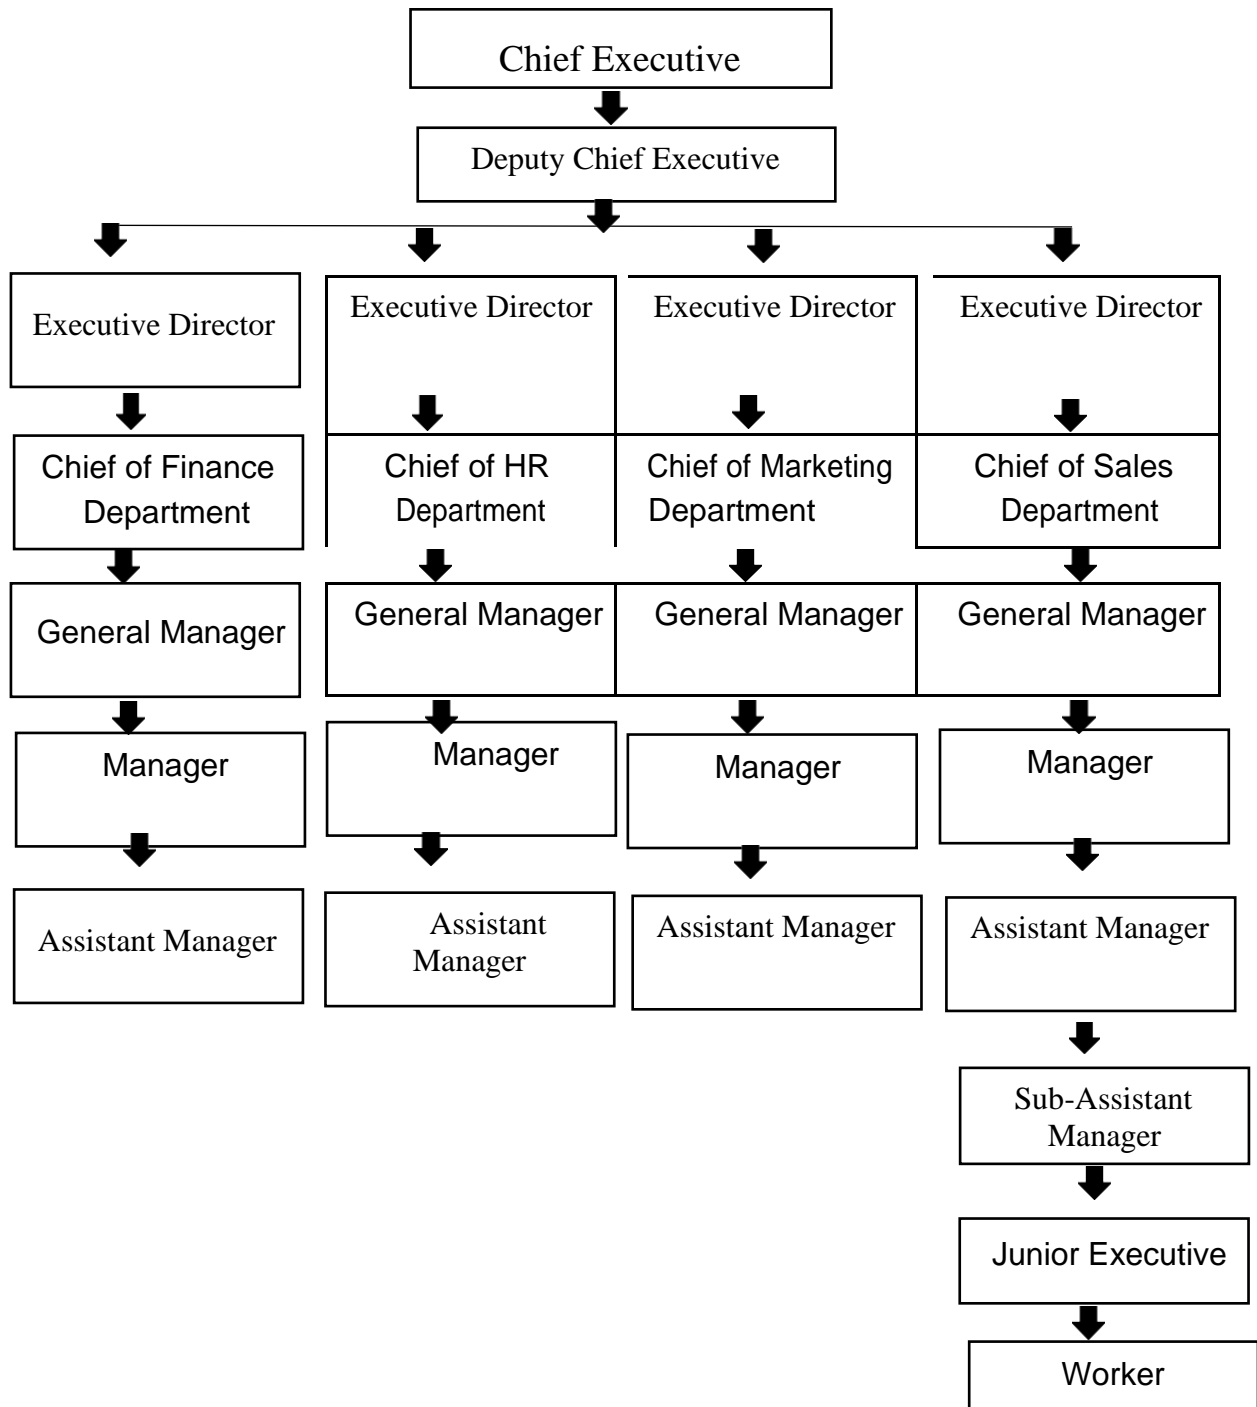 Chief Executive
Deputy Chief Executive
Executive Director
Executive Director
Executive Director
Executive Director
Chief of Finance
Department
Chief of HR
Department
Chief of Marketing
Department
Chief of Sales
Department
General Manager
General Manager
General Manager
General Manager
Manager
Manager
Manager
Manager
Assistant Manager
Assistant
Manager
Assistant Manager
Assistant Manager
Sub-Assistant
Manager
Junior Executive
Worker